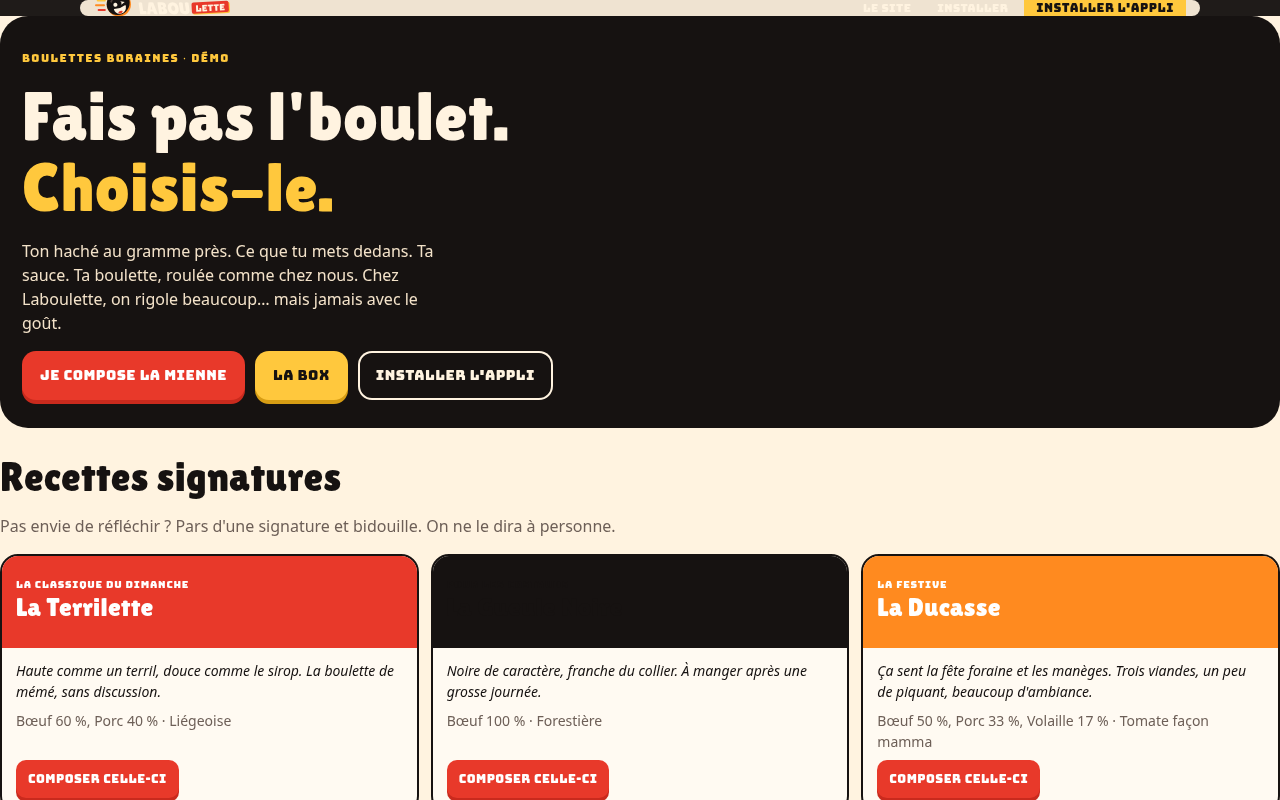 LABOU LETTE
LE SITE INSTALLER INSTALLER L'APPLI
BOULETTES BORAINES · DÉMO
Fais pas l'boulet.
Choisis-le.
Ton haché au gramme près. Ce que tu mets dedans. Ta
sauce. Ta boulette, roulée comme chez nous. Chez
Laboulette, on rigole beaucoup... mais jamais avec le
goût.
JE COMPOSE LA MIENNE LA BOX INSTALLER L'APPLI
Recettes signatures
Pas envie de réfléchir ? Pars d'une signature et bidouille. On ne le dira à personne.
LA CLASSIQUE DU DIMANCHE
La Terrilette
Haute comme un terril, douce comme le sirop. La boulette de
mémé, sans discussion.
Bœuf 60 %, Porc 40 % · Liégeoise
COMPOSER CELLE-CI
Noire de caractère, franche du collier. À manger après une
grosse journée.
Bœuf 100 % · Forestière
COMPOSER CELLE-CI
LA FESTIVE
La Ducasse
Ça sent la fête foraine et les manèges. Trois viandes, un peu
de piquant, beaucoup d'ambiance.
Bœuf 50 %, Porc 33 %, Volaille 17 % · Tomate façon
mamma
COMPOSER CELLE-CI